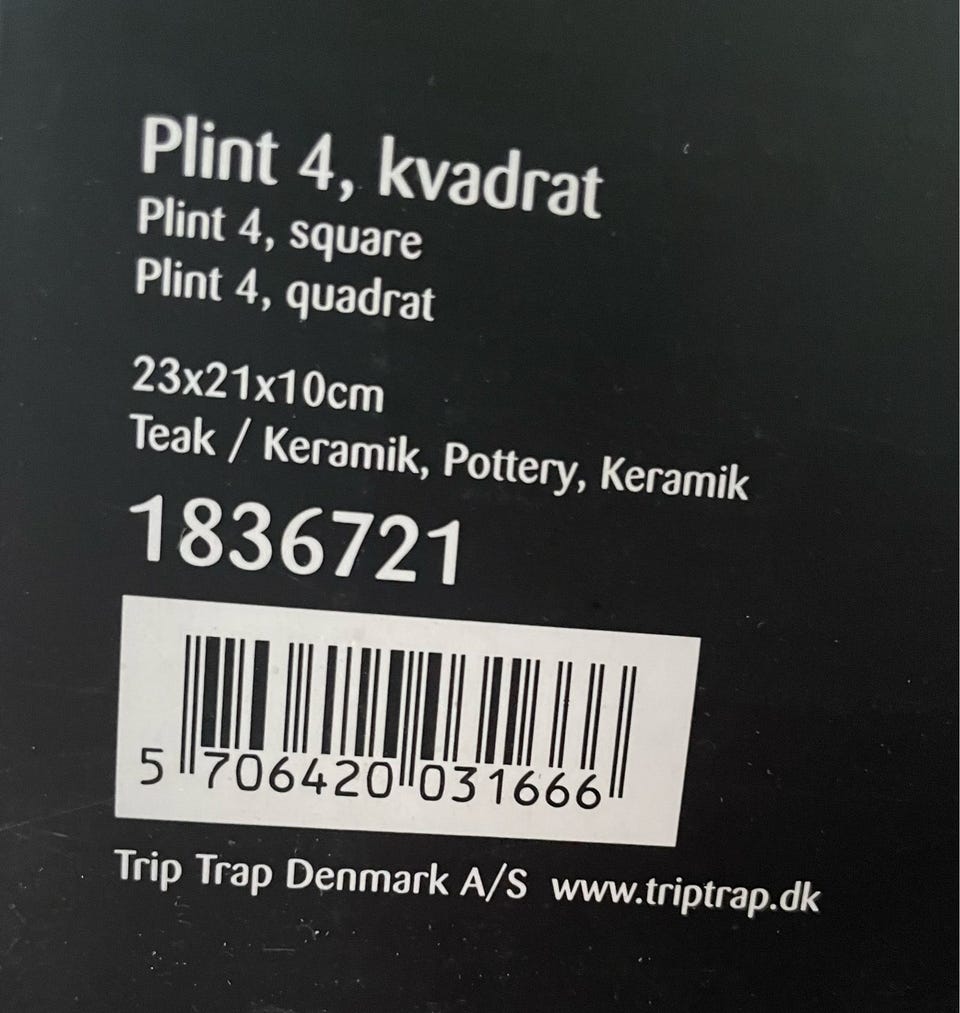 Plint 4, kvadrat
Plint 4, square
Plint 4, quadrat
23x21x10cm
Teak / Keramik, Pottery, Keramik
1836721
5 706420 031666
Trip Trap Denmark A/S www.triptrap.dk